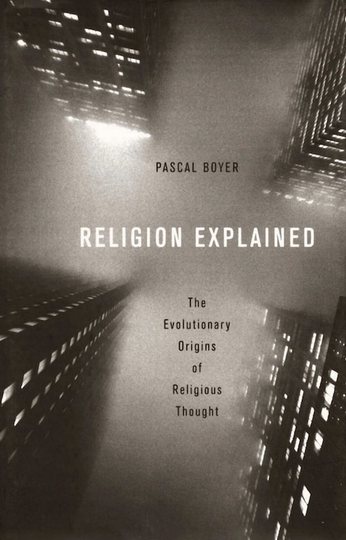 PASCAL BOYER
RELIGION EXPLAINED
The
Evolutionary
Origins
of
Religious
Thought